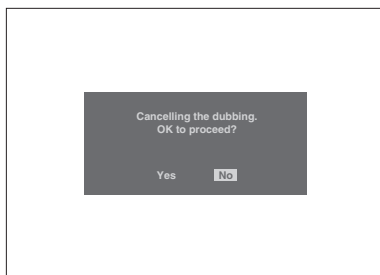 Cancelling the dubbing.
OK to proceed?
Yes No